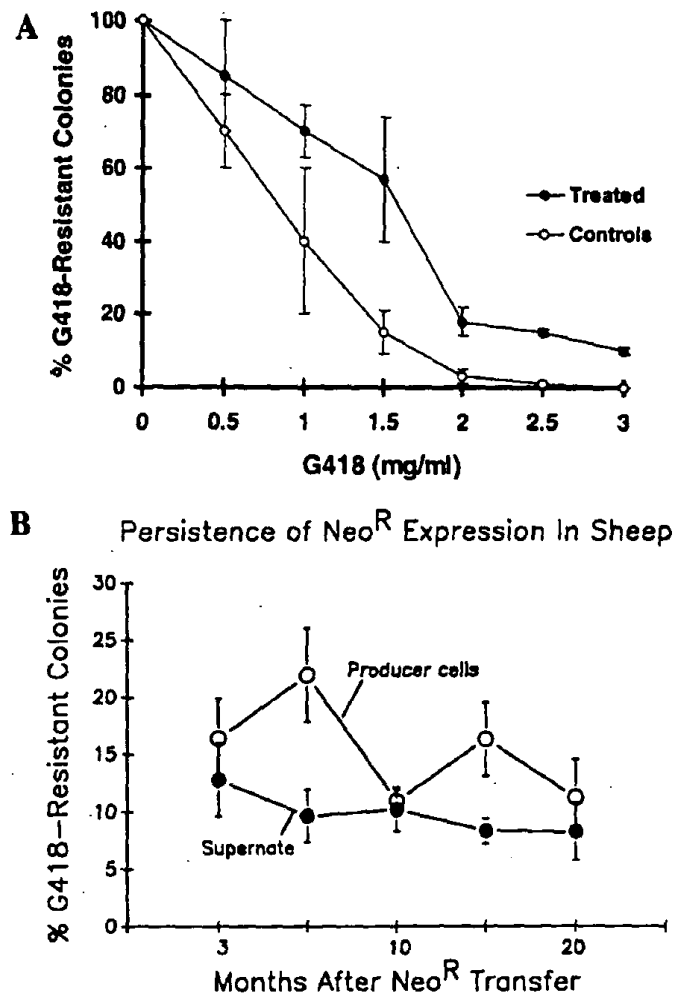 A
% G418-Resistant Colonies
100
80
60
40
20
0
0 0.5 1 1.5 2 2.5 3
G418 (mg/ml)
Treated
Controls
B
Persistence of Neo^R Expression In Sheep
% G418-Resistant Colonies
30
25
20
15
10
5
0
Producer cells
Supernate
3 10 20
Months After Neo^R Transfer